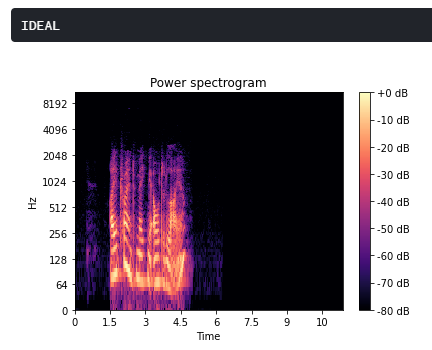 IDEAL
Power spectrogram
8192
4096
2048
1024
512
256
128
64
0
Hz
0 1.5 3 4.5 6 7.5 9 10
Time
+0 dB
-10 dB
-20 dB
-30 dB
-40 dB
-50 dB
-60 dB
-70 dB
-80 dB